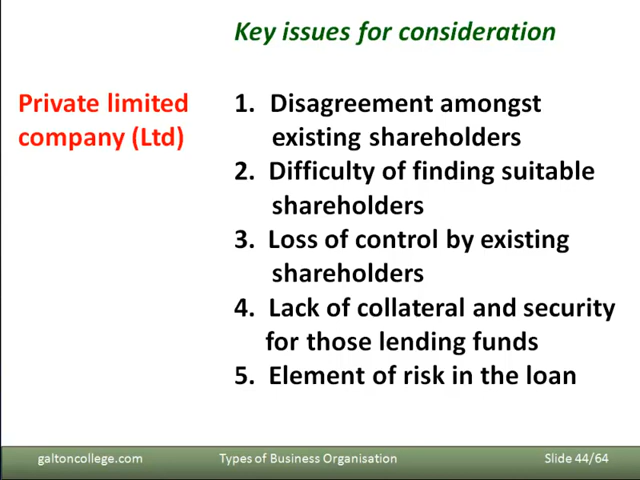 Key issues for consideration
Private limited
company (Ltd)
1. Disagreement amongst
existing shareholders
2. Difficulty of finding suitable
shareholders
3. Loss of control by existing
shareholders
4. Lack of collateral and security
for those lending funds
5. Element of risk in the loan
galtoncollege.com
Types of Business Organisation
Slide 44/64